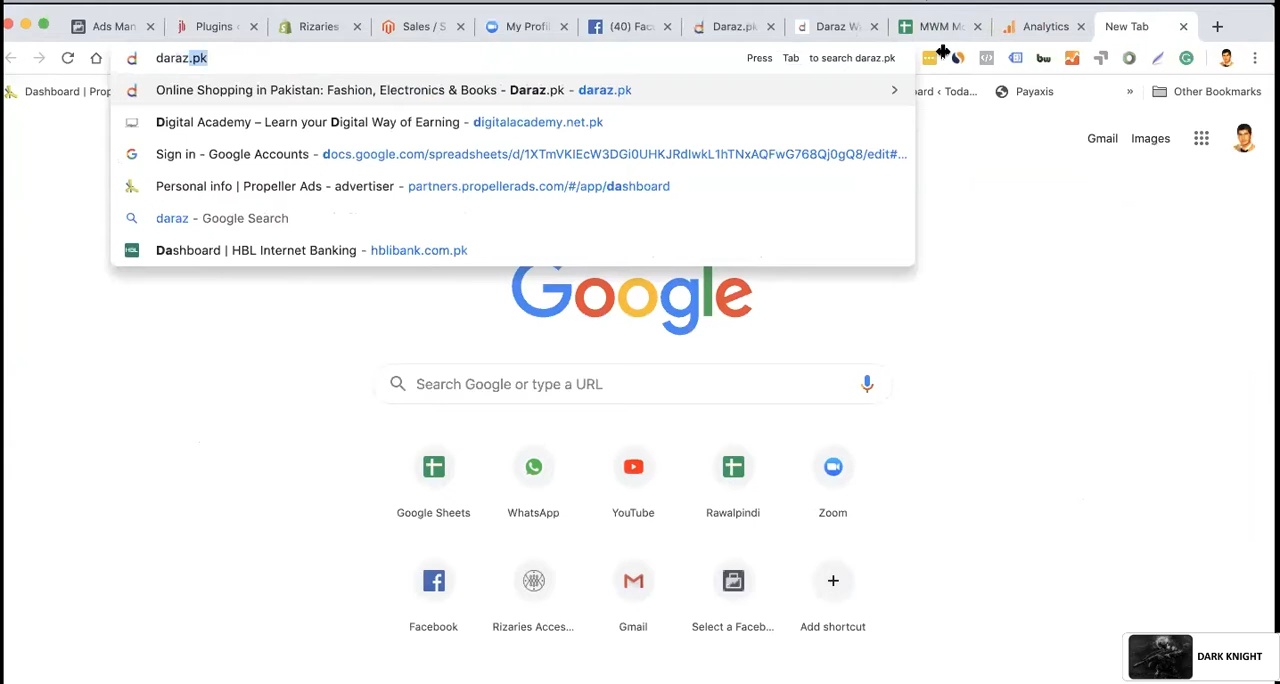 Ads Man
Plugins ‹
Rizaries
Sales / S
My Profil
(40) Fac
Daraz.pk
Daraz W
MWM M
Analytics
New Tab
daraz.pk
Press Tab to search daraz.pk
Online Shopping in Pakistan: Fashion, Electronics & Books - Daraz.pk - daraz.pk
Digital Academy – Learn your Digital Way of Earning - digitalacademy.net.pk
Sign in - Google Accounts - docs.google.com/spreadsheets/d/1XTmVKIEcW3DGi0UHKJRdIwkL1hTNxAQFwG768Qj0gQ8/edit#...
Personal info | Propeller Ads - advertiser - partners.propellerads.com/#/app/dashboard
daraz - Google Search
Dashboard | HBL Internet Banking - hblibank.com.pk
Dashboard | Prop
ard ‹ Toda...
Payaxis
»
Other Bookmarks
Gmail Images
Google
Search Google or type a URL
Google Sheets
WhatsApp
YouTube
Rawalpindi
Zoom
Facebook
Rizaries Acces...
Gmail
Select a Faceb...
Add shortcut
DARK KNIGHT